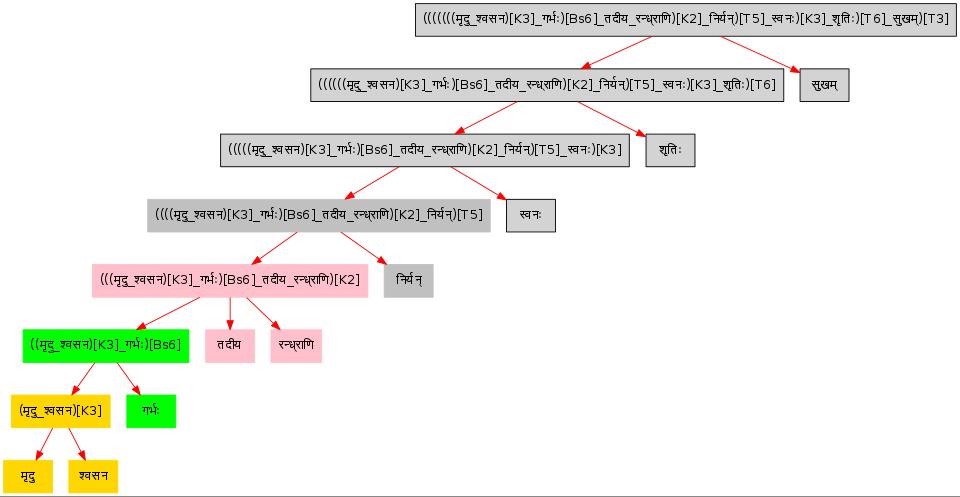 (((((((मृदु_श्वसन)[K3]_गर्भः)[Bs6]_तदीय_रन्ध्राणि)[K2]_निर्यन्)[T5]_स्वनः)[K3]_श्रृतिः)[T6]_सुखम्)[T3]
((((((मृदु_श्वसन)[K3]_गर्भः)[Bs6]_तदीय_रन्ध्राणि)[K2]_निर्यन्)[T5]_स्वनः)[K3]_श्रृतिः)[T6] सुखम्
(((((मृदु_श्वसन)[K3]_गर्भः)[Bs6]_तदीय_रन्ध्राणि)[K2]_निर्यन्)[T5]_स्वनः)[K3] श्रृतिः
((((मृदु_श्वसन)[K3]_गर्भः)[Bs6]_तदीय_रन्ध्राणि)[K2]_निर्यन्)[T5] स्वनः
(((मृदु_श्वसन)[K3]_गर्भः)[Bs6]_तदीय_रन्ध्राणि)[K2] निर्यन्
((मृदु_श्वसन)[K3]_गर्भः)[Bs6] तदीय रन्ध्राणि
(मृदु_श्वसन)[K3] गर्भः
मृदु श्वसन